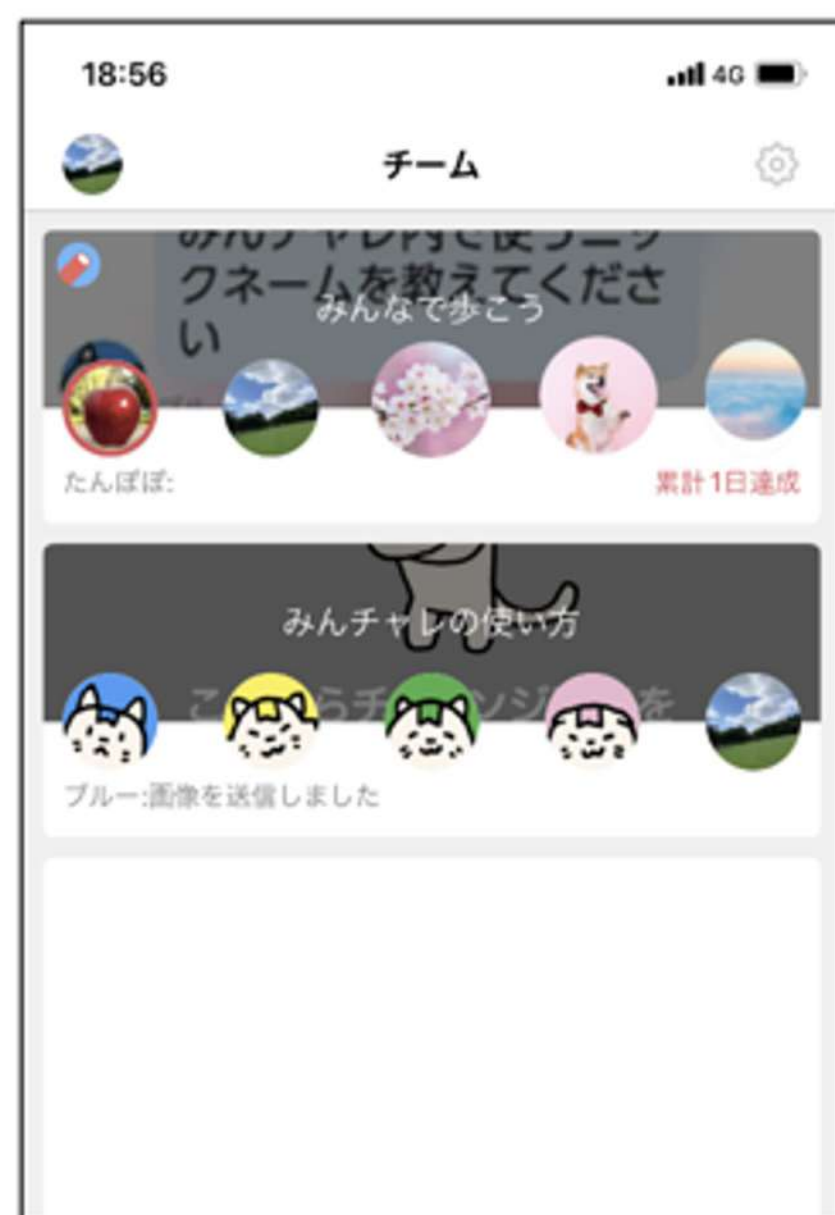 18:56
4G
チーム
クネームを教えてくださ
い
みんなで歩こう
たんぽぽ:
累計1日達成
みんチャレの使い方
ブルー:画像を送信しました